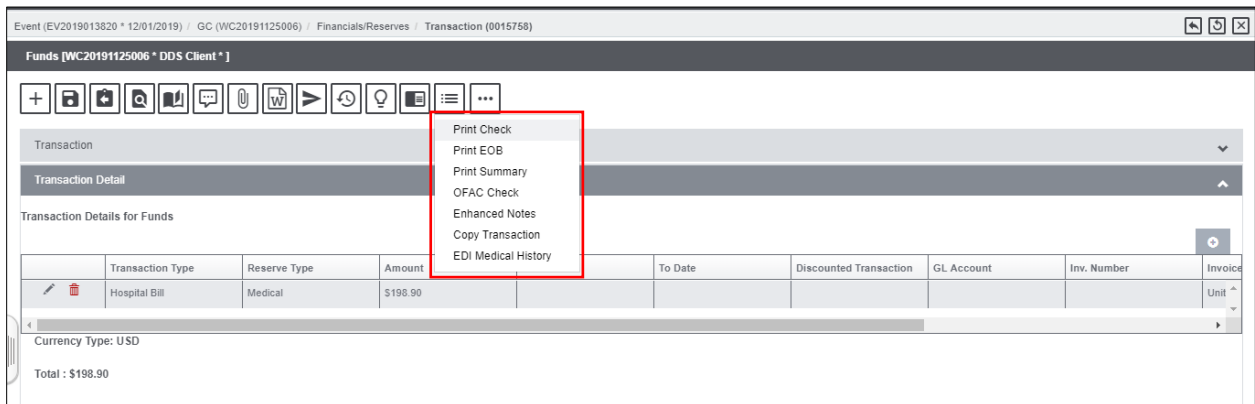 Event (EV2019013820 * 12/01/2019) / GC (WC20191125006) / Financials/Reserves / Transaction (0015758)
Funds [WC20191125006 * DDS Client * ]
W
Print Check
Print EOB
Print Summary
OFAC Check
Enhanced Notes
Copy Transaction
EDI Medical History
Transaction
Transaction Detail
Transaction Details for Funds
Transaction Type Reserve Type Amount To Date Discounted Transaction GL Account Inv. Number Invoice
Hospital Bill Medical $198.90 Unit
Currency Type: USD
Total : $198.90